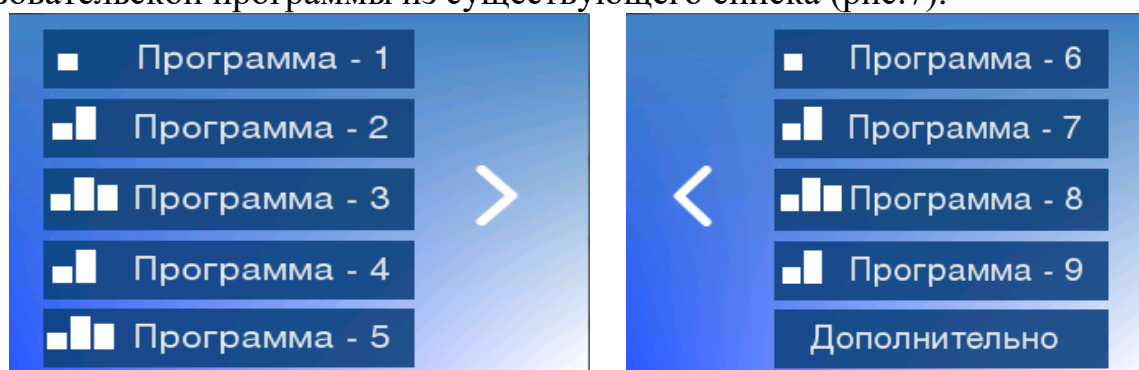 зовательской программы из существующего списка (рис.7).
Программа - 1
Программа - 2
Программа - 3
Программа - 4
Программа - 5
Программа - 6
Программа - 7
Программа - 8
Программа - 9
Дополнительно